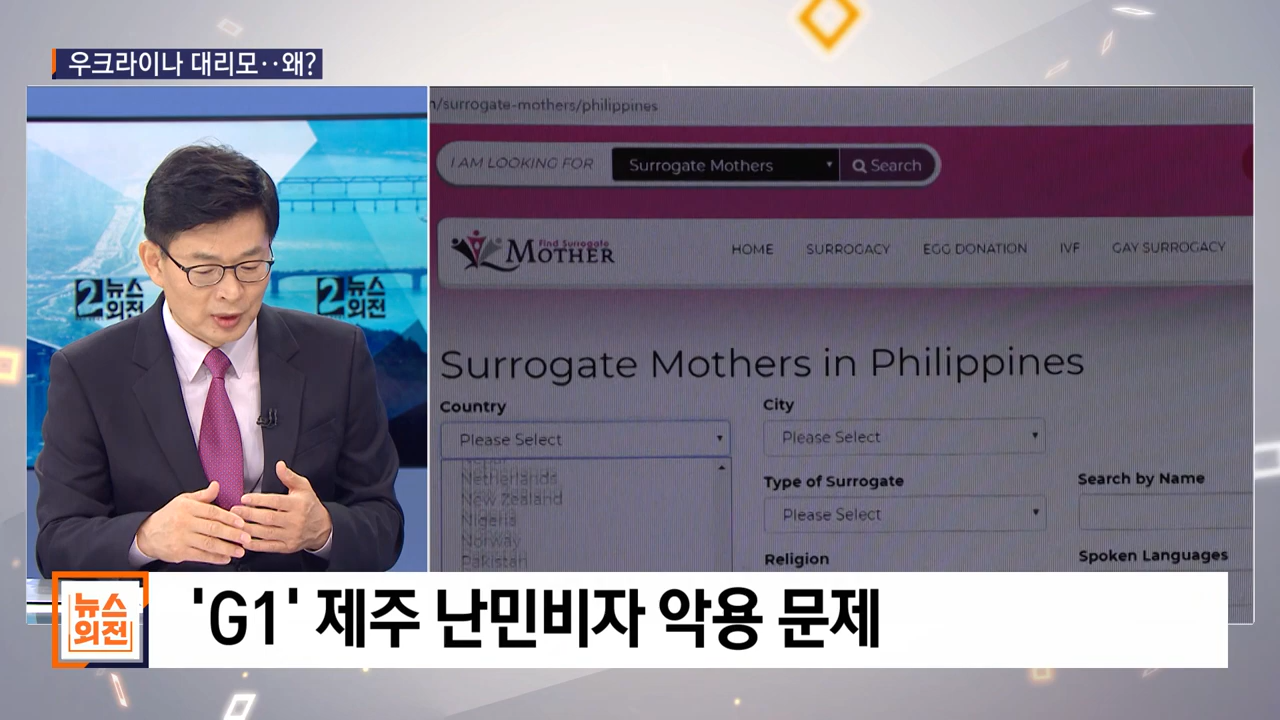 우크라이나 대리모‥왜?
/surrogate-mothers/philippines
I AM LOOKING FOR
Surrogate Mothers
Search
Find Surrogate
MOTHER
HOME
SURROGACY
EGG DONATION
IVF
GAY SURROGACY
2 뉴스
외전
2 뉴스
외전
Surrogate Mothers in Philippines
Country
City
Please Select
Please Select
Netherlands
New Zealand
Nigeria
Norway
Pakistan
Type of Surrogate
Search by Name
Please Select
Religion
Spoken Languages
뉴스
외전
'G1' 제주 난민비자 악용 문제